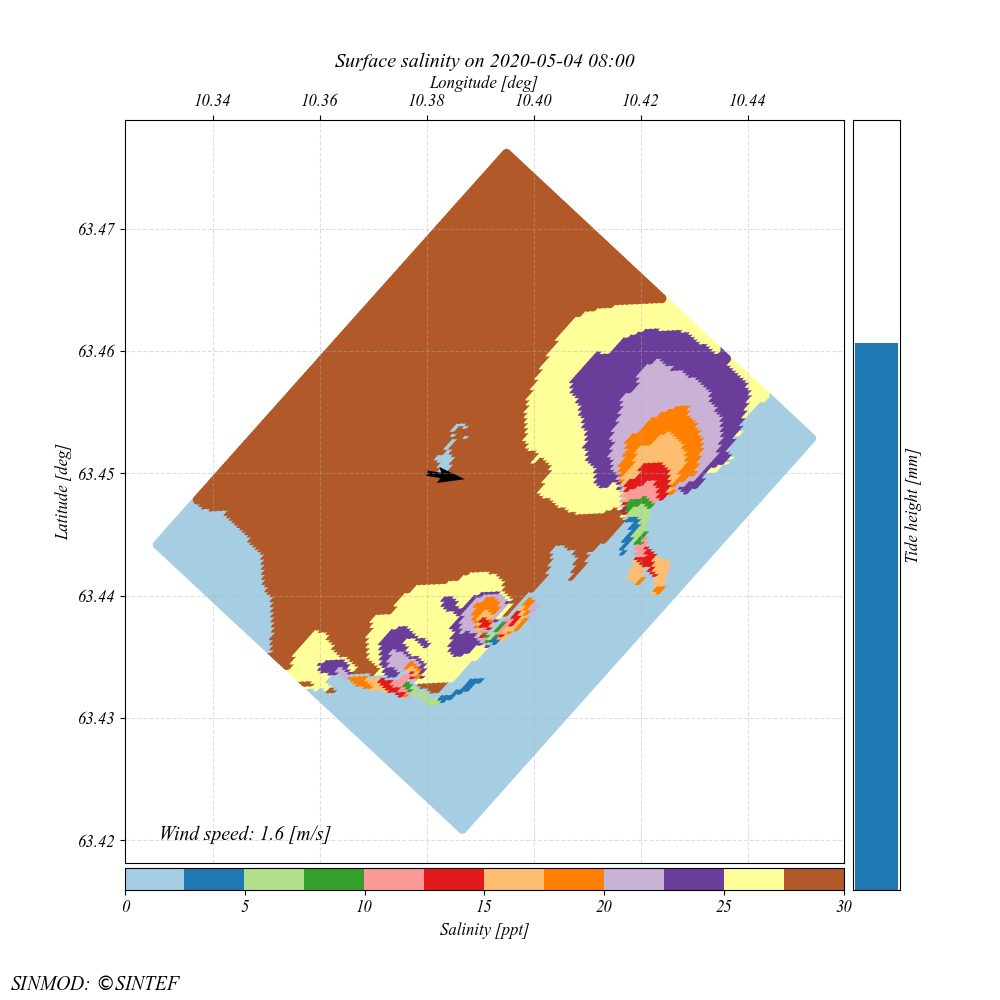 Surface salinity on 2020-05-04 08:00
Longitude [deg]
10.34 10.36 10.38 10.40 10.42 10.44
63.47
63.46
63.45
63.44
63.43
63.42
Latitude [deg]
Tide height [mm]
Wind speed: 1.6 [m/s]
0 5 10 15 20 25 30
Salinity [ppt]
SINMOD: ©SINTEF